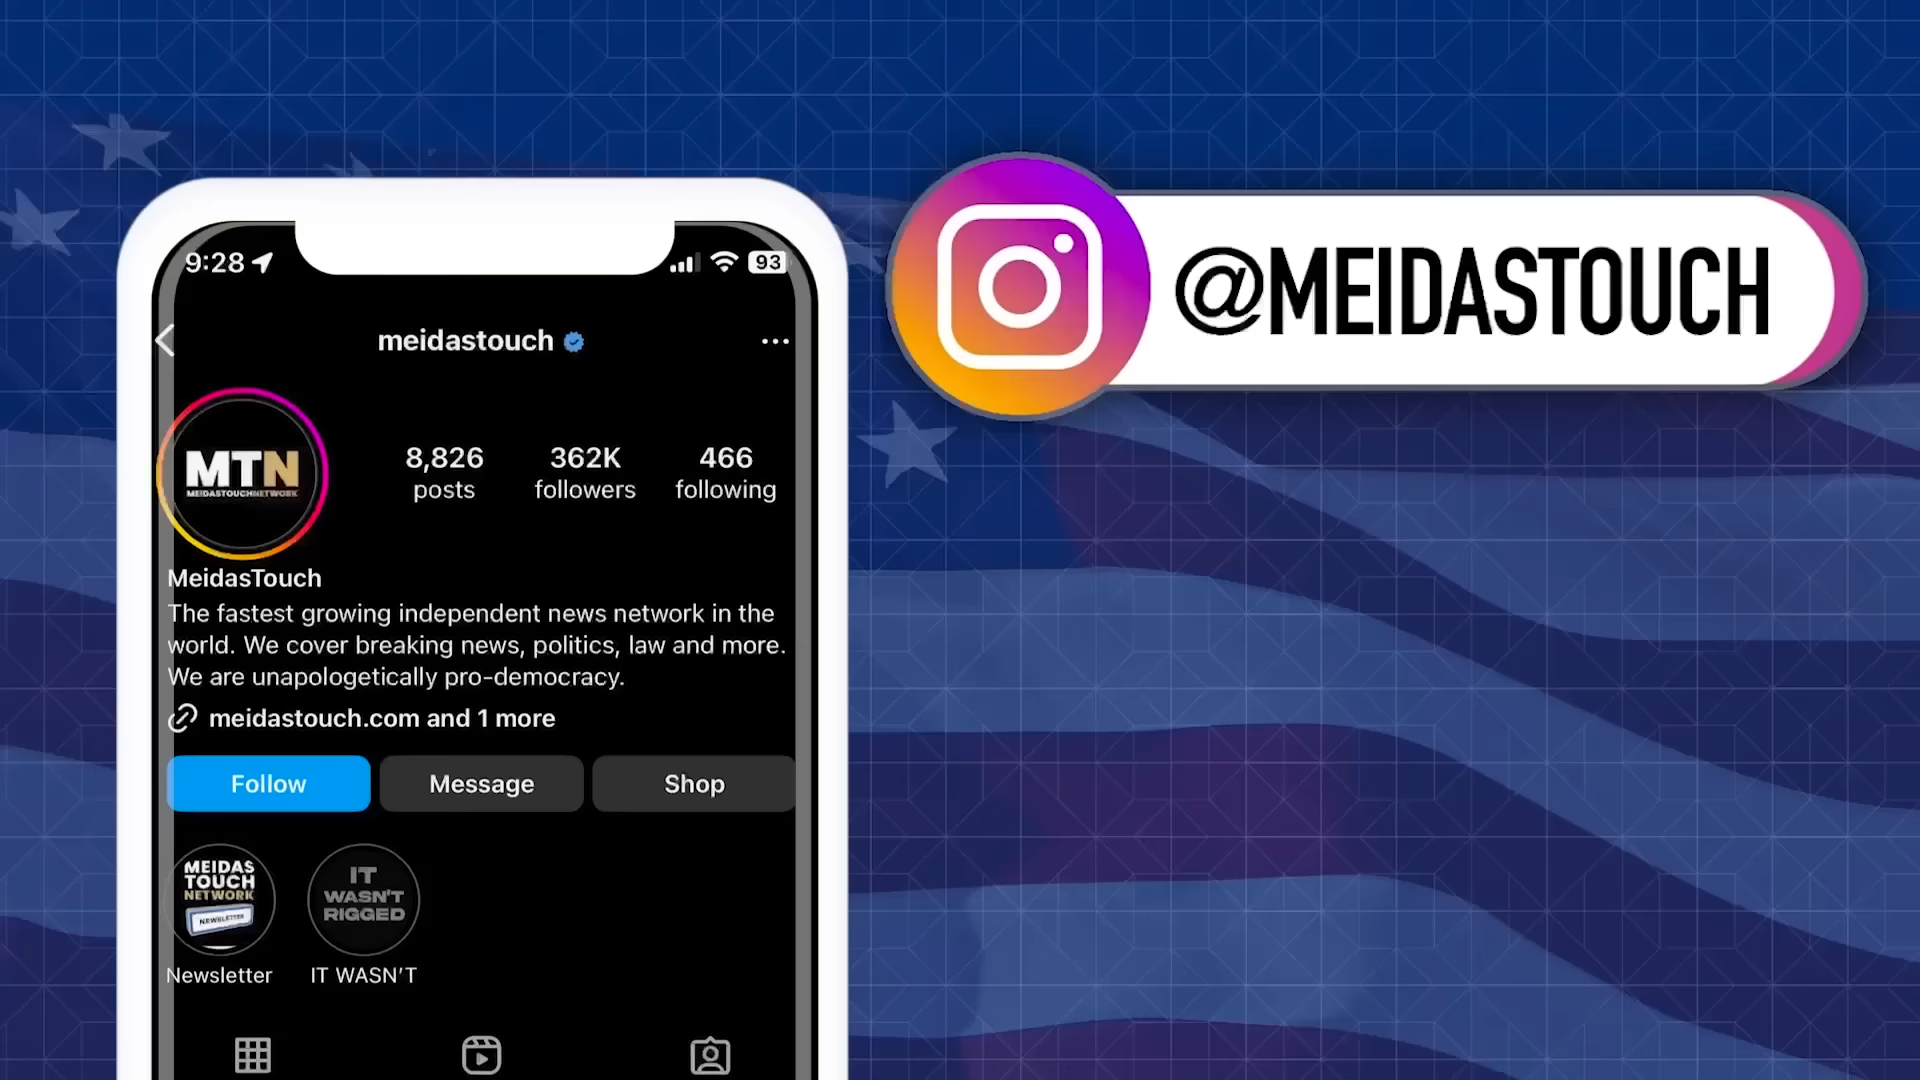 9:28
93
meidastouch
MTN
MEIDASTOUCHNETWORK
8,826
posts
362K
followers
466
following
MeidasTouch
The fastest growing independent news network in the
world. We cover breaking news, politics, law and more.
We are unapologetically pro-democracy.
meidastouch.com and 1 more
Follow
Message
Shop
MEIDAS
TOUCH
NETWORK
NEWSLETTER
Newsletter
IT
WASN'T
RIGGED
IT WASN'T
@MEIDASTOUCH